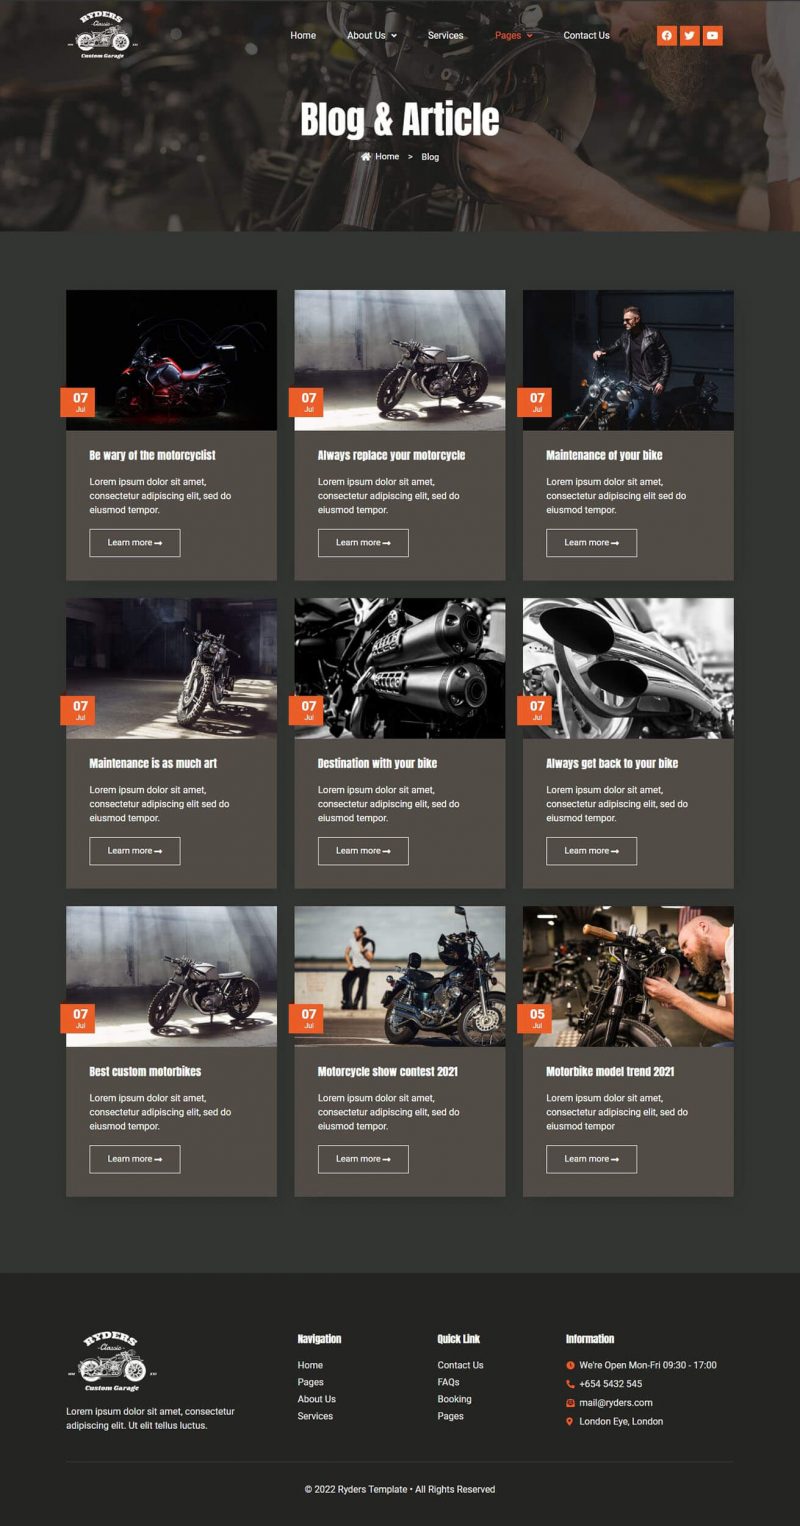 RYDERS
Classic
Custom Garage
Home
About Us
Services
Pages
Contact Us
Blog & Article
Home > Blog
07
Jul
07
Jul
07
Jul
Be wary of the motorcyclist
Always replace your motorcycle
Maintenance of your bike
Lorem ipsum dolor sit amet,
consectetur adipiscing elit, sed do
eiusmod tempor.
Lorem ipsum dolor sit amet,
consectetur adipiscing elit, sed do
eiusmod tempor.
Lorem ipsum dolor sit amet,
consectetur adipiscing elit sed do
eiusmod tempor.
Learn more
Learn more
Learn more
07
Jul
07
Jul
07
Jul
Maintenance is as much art
Destination with your bike
Always get back to your bike
Lorem ipsum dolor sit amet,
consectetur adipiscing elit sed do
eiusmod tempor.
Lorem ipsum dolor sit amet,
consectetur adipiscing elit, sed do
eiusmod tempor.
Lorem ipsum dolor sit amet,
consectetur adipiscing elit, sed do
eiusmod tempor.
Learn more
Learn more
Learn more
07
Jul
07
Jul
05
Jul
Best custom motorbikes
Motorcycle show contest 2021
Motorbike model trend 2021
Lorem ipsum dolor sit amet,
consectetur adipiscing elit, sed do
eiusmod tempor.
Lorem ipsum dolor sit amet,
consectetur adipiscing elit, sed do
eiusmod tempor.
Lorem ipsum dolor sit amet,
consectetur adipiscing elit, sed do
eiusmod tempor
Learn more
Learn more
Learn more
RYDERS
Classic
Custom Garage
Lorem ipsum dolor sit amet, consectetur
adipiscing elit. Ut elit tellus luctus.
Navigation
Home
Pages
About Us
Services
Quick Link
Contact Us
FAQs
Booking
Pages
Information
We're Open Mon-Fri 09:30 - 17:00
+654 5432 545
mail@ryders.com
London Eye, London
© 2022 Ryders Template • All Rights Reserved